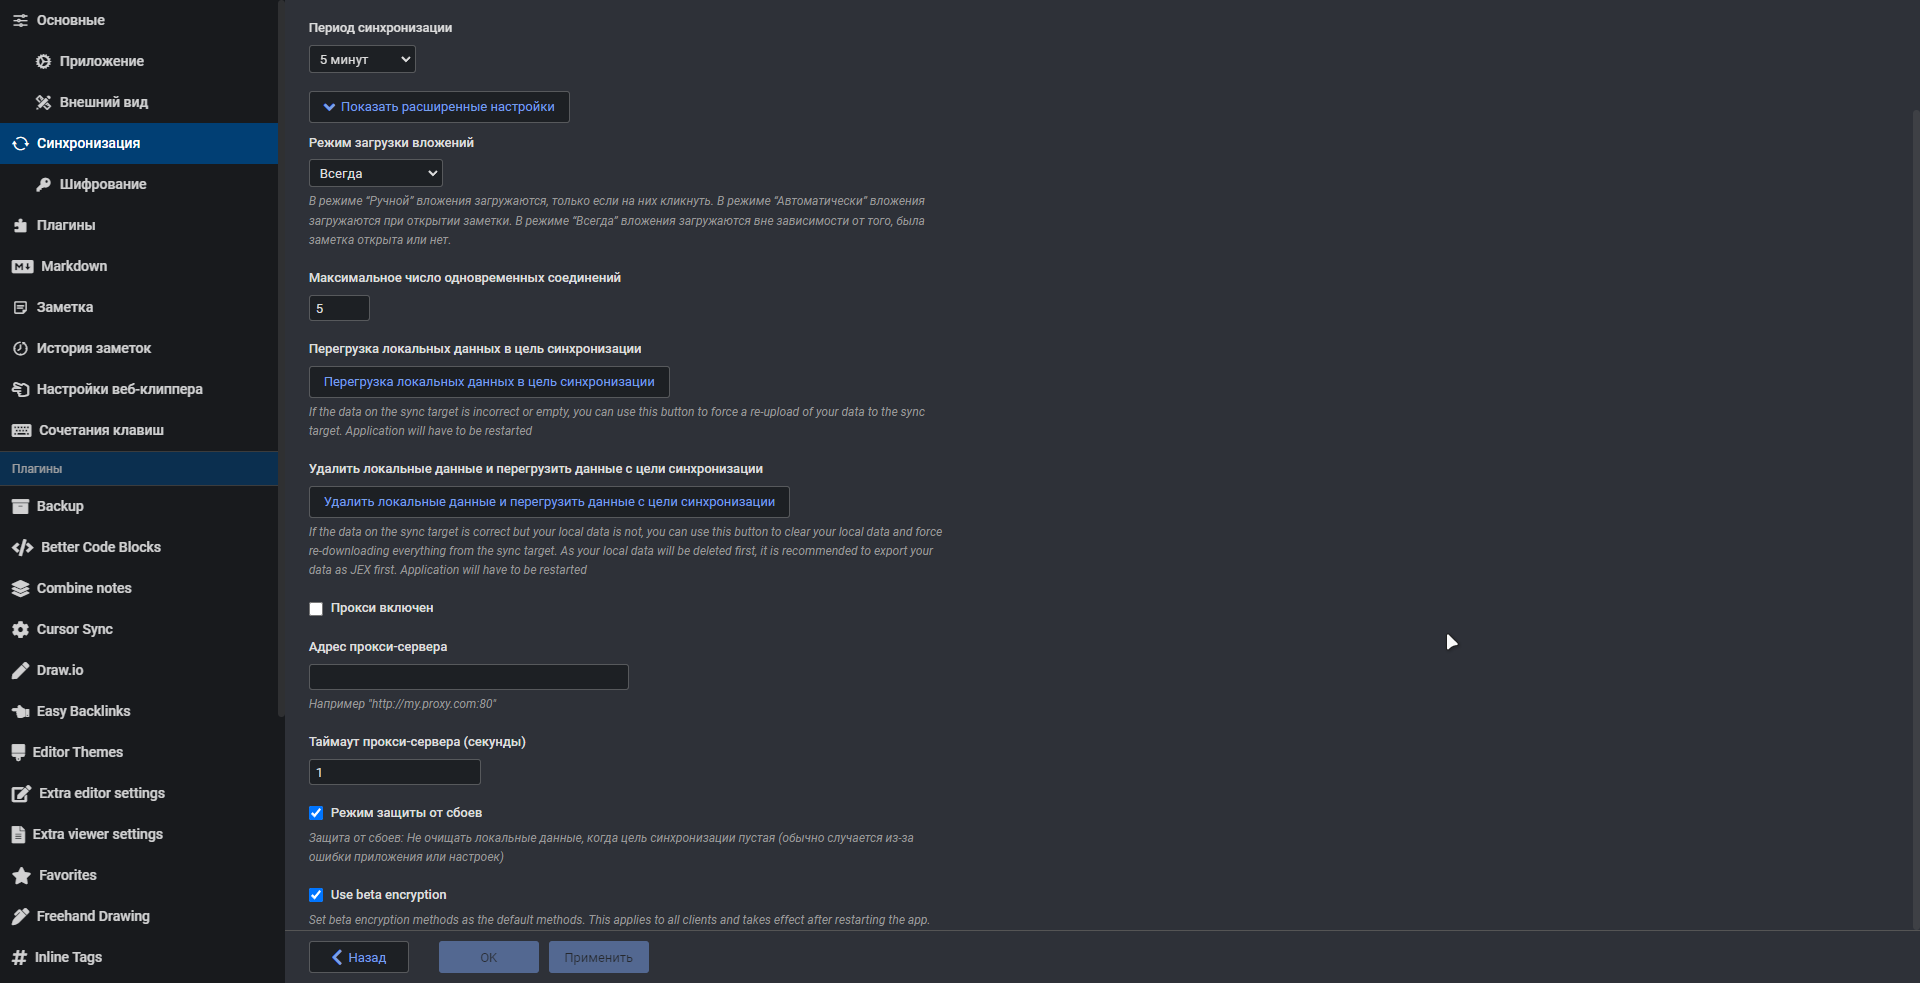 Основные
Приложение
Внешний вид
Синхронизация
Шифрование
Плагины
Markdown
Заметка
История заметок
Настройки веб-клиппера
Сочетания клавиш
Плагины
Backup
Better Code Blocks
Combine notes
Cursor Sync
Draw.io
Easy Backlinks
Editor Themes
Extra editor settings
Extra viewer settings
Favorites
Freehand Drawing
Inline Tags
Период синхронизации
5 минут
Показать расширенные настройки
Режим загрузки вложений
Всегда
В режиме “Ручной” вложения загружаются, только если на них кликнуть. В режиме “Автоматически” вложения
загружаются при открытии заметки. В режиме “Всегда” вложения загружаются вне зависимости от того, была
заметка открыта или нет.
Максимальное число одновременных соединений
5
Перегрузка локальных данных в цель синхронизации
Перегрузка локальных данных в цель синхронизации
If the data on the sync target is incorrect or empty, you can use this button to force a re-upload of your data to the sync
target. Application will have to be restarted
Удалить локальные данные и перегрузить данные с цели синхронизации
Удалить локальные данные и перегрузить данные с цели синхронизации
If the data on the sync target is correct but your local data is not, you can use this button to clear your local data and force
re-downloading everything from the sync target. As your local data will be deleted first, it is recommended to export your
data as JEX first. Application will have to be restarted
Прокси включен
Адрес прокси-сервера
Например "http://my.proxy.com:80"
Таймаут прокси-сервера (секунды)
1
Режим защиты от сбоев
Защита от сбоев: Не очищать локальные данные, когда цель синхронизации пустая (обычно случается из-за
ошибки приложения или настроек)
Use beta encryption
Set beta encryption methods as the default methods. This applies to all clients and takes effect after restarting the app.
Назад
OK
Применить